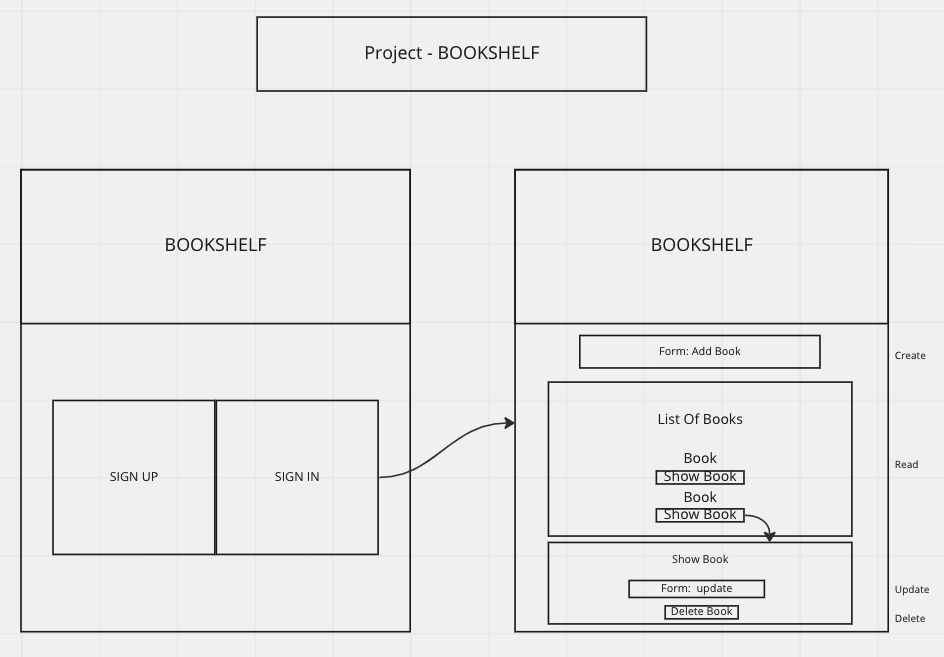 Project - BOOKSHELF
BOOKSHELF
SIGN UP
SIGN IN
BOOKSHELF
Form: Add Book
Create
List Of Books
Book
Show Book
Book
Show Book
Read
Show Book
Form: update
Update
Delete Book
Delete